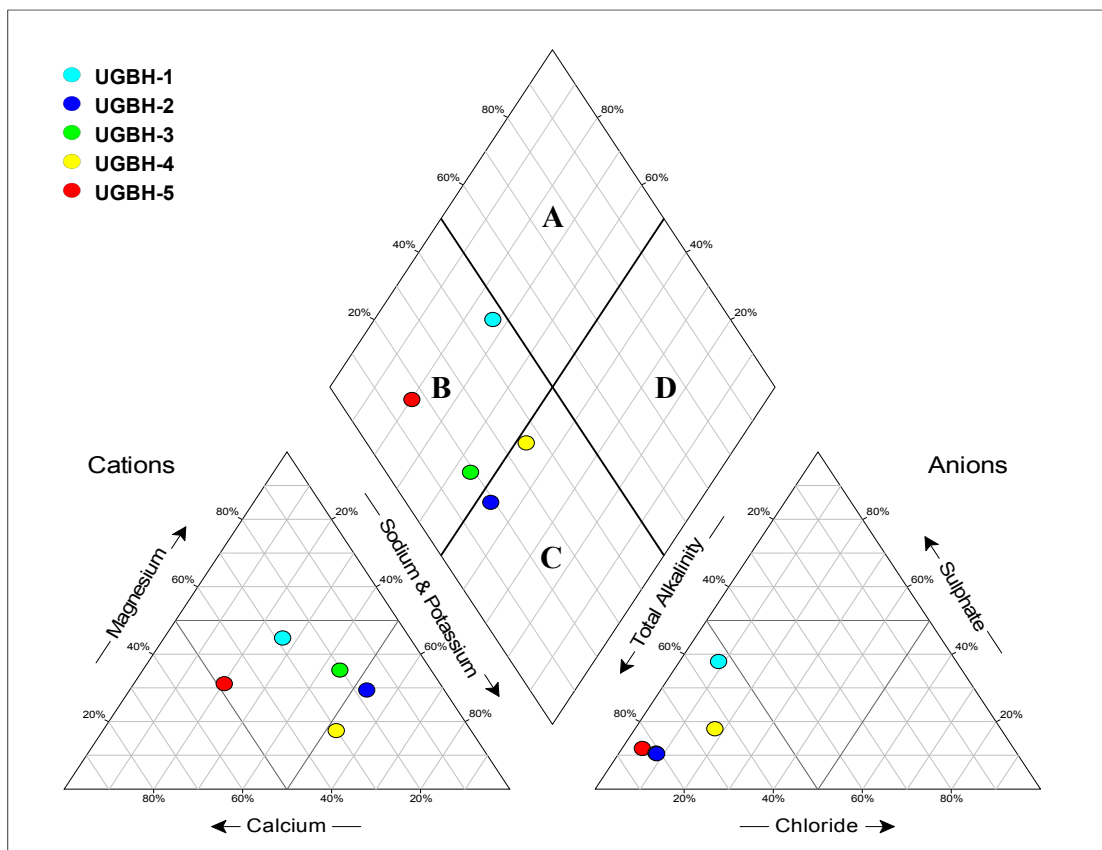 UGBH-1
UGBH-2
UGBH-3
UGBH-4
UGBH-5
80% 80%
60% 60%
A
40% 40%
20% 20%
B D
C
Cations
Anions
Magnesium
Sodium & Potassium
Total Alkalinity
Sulphate
80% 20%
60% 40%
40% 60%
20% 80%
80% 60% 40% 20%
Calcium
20% 80%
40% 60%
60% 40%
80% 20%
20% 40% 60% 80%
Chloride